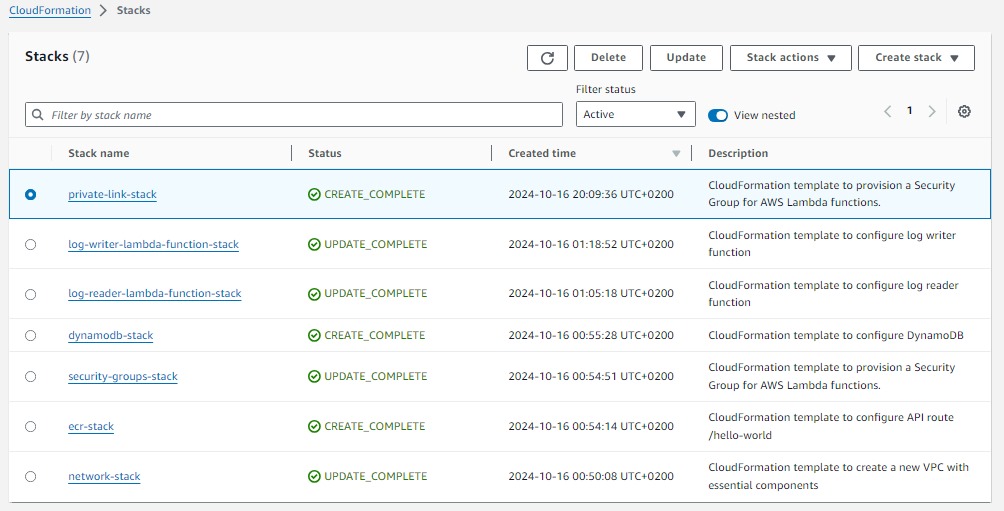 CloudFormation > Stacks
Stacks (7)
Delete
Update
Stack actions
Create stack
Filter status
Filter by stack name
Active
View nested
1
Stack name
Status
Created time
Description
private-link-stack
CREATE_COMPLETE
2024-10-16 20:09:36 UTC+0200
CloudFormation template to provision a Security
Group for AWS Lambda functions.
log-writer-lambda-function-stack
UPDATE_COMPLETE
2024-10-16 01:18:52 UTC+0200
CloudFormation template to configure log writer
function
log-reader-lambda-function-stack
UPDATE_COMPLETE
2024-10-16 01:05:18 UTC+0200
CloudFormation template to configure log reader
function
dynamodb-stack
CREATE_COMPLETE
2024-10-16 00:55:28 UTC+0200
CloudFormation template to configure DynamoDB
security-groups-stack
UPDATE_COMPLETE
2024-10-16 00:54:51 UTC+0200
CloudFormation template to provision a Security
Group for AWS Lambda functions.
ecr-stack
CREATE_COMPLETE
2024-10-16 00:54:14 UTC+0200
CloudFormation template to configure API route
/hello-world
network-stack
UPDATE_COMPLETE
2024-10-16 00:50:08 UTC+0200
CloudFormation template to create a new VPC with
essential components